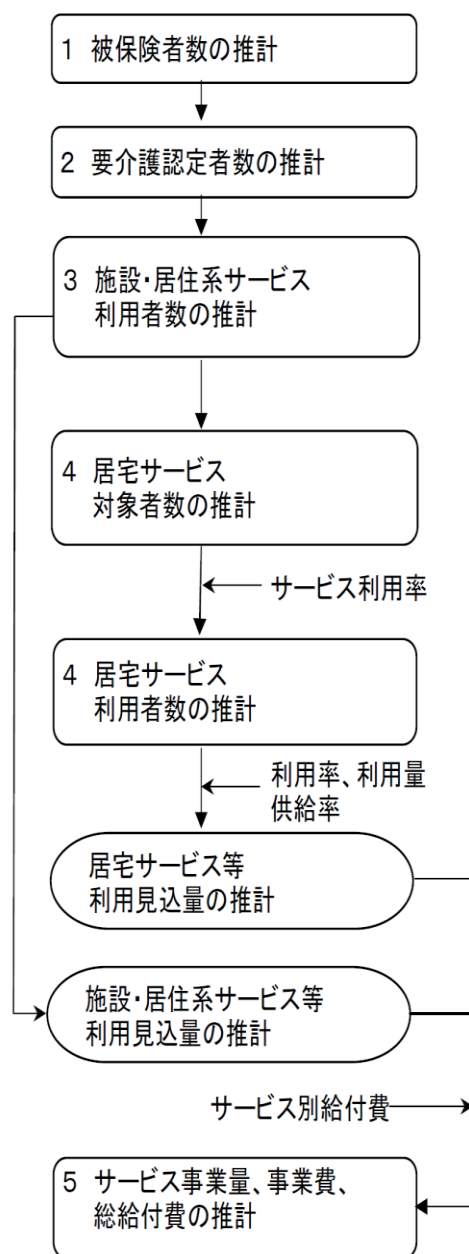 1 被保険者数の推計
2 要介護認定者数の推計
3 施設・居住系サービス
利用者数の推計
4 居宅サービス
対象者数の推計
サービス利用率
4 居宅サービス
利用者数の推計
利用率、利用量
供給率
居宅サービス等
利用見込量の推計
施設・居住系サービス等
利用見込量の推計
サービス別給付費
5 サービス事業量、事業費、
総給付費の推計